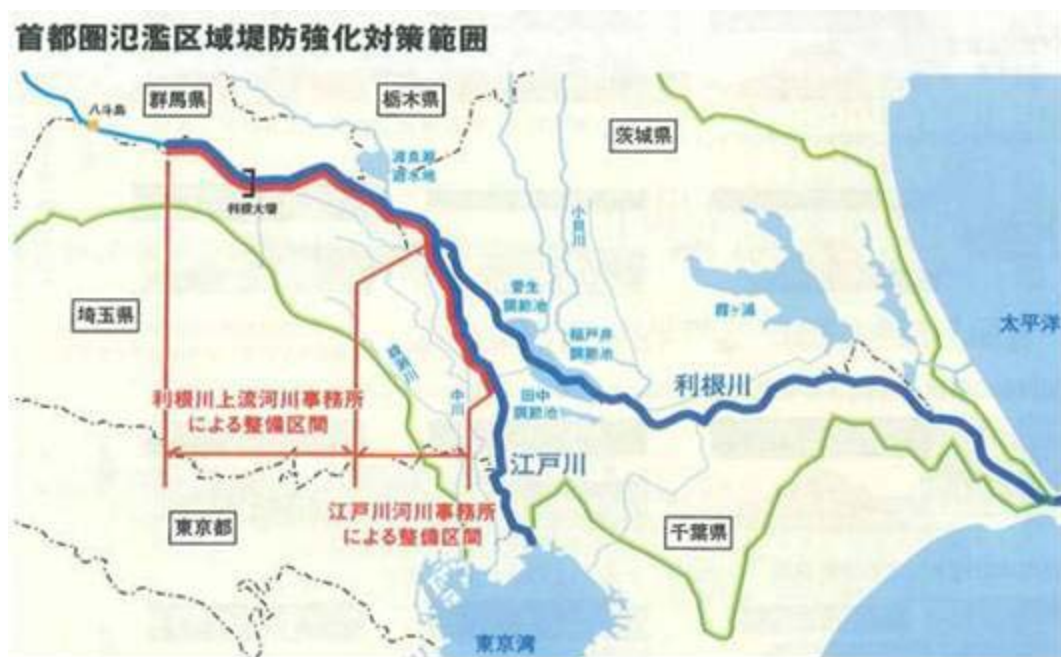 首都圏氾濫区域堤防強化対策範囲
群馬県
栃木県
八斗島
茨城県
渡良瀬
遊水地
利根大堰
小貝川
菅生
調節池
霞ヶ浦
太平洋
埼玉県
稲戸井
調節池
利根川
中川
田中
調節池
利根川上流河川事務所
による整備区間
江戸川
東京都
江戸川河川事務所
による整備区間
千葉県
東京湾